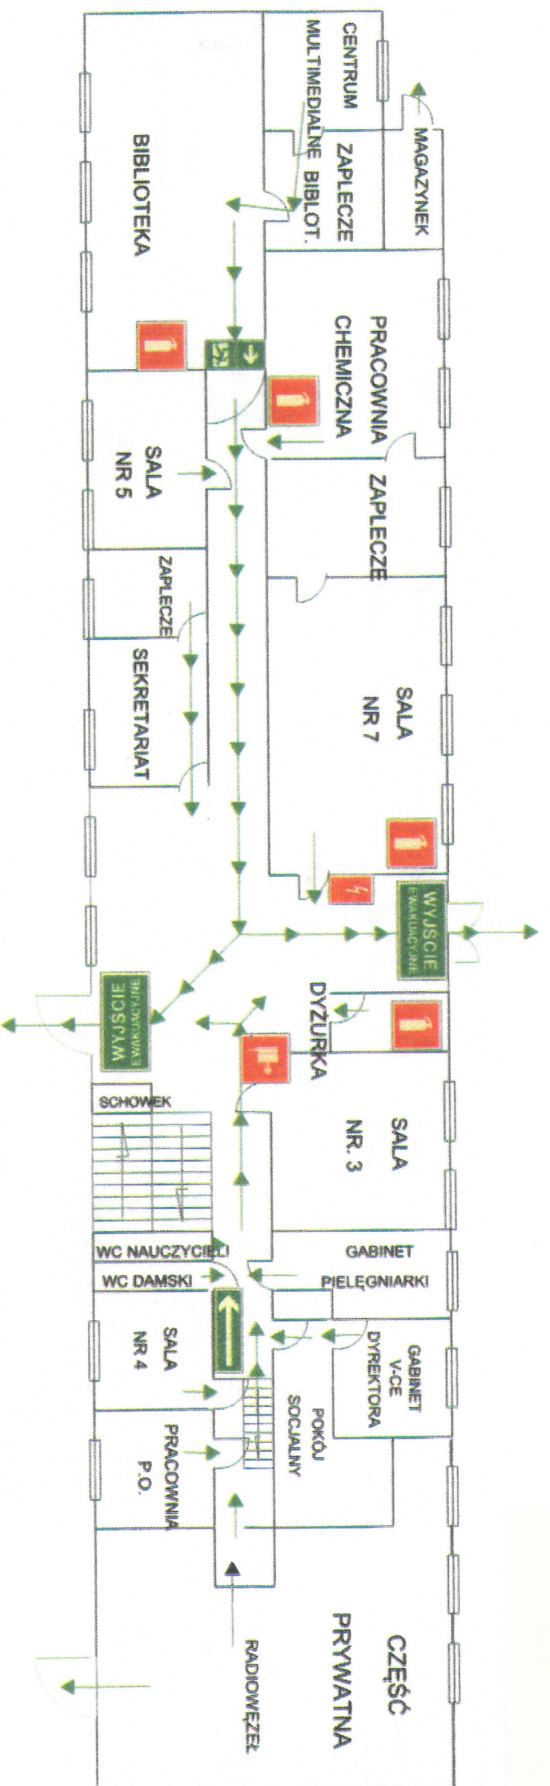 CENTRUM
MULTIMEDIALNE BIBLOT.
ZAPLECZE
MAGAZYNEK
BIBLIOTEKA
PRACOWNIA
CHEMICZNA
SALA
NR 5
ZAPLECZE
ZAPLECZE
SEKRETARIAT
SALA
NR 7
WYJŚCIE
EWAKUACYJNE
WYJŚCIE
EWAKUACYJNE
DYŻURKA
SALA
NR. 3
SCHOWEK
WC NAUCZYCIELI
WC DAMSKI
GABINET
PIELĘGNIARKI
SALA
NR 4
GABINET
V-CE
DYREKTORA
POKÓJ
SOCJALNY
PRACOWNIA
P.O.
RADIOWĘZEŁ
CZĘŚĆ
PRYWATNA